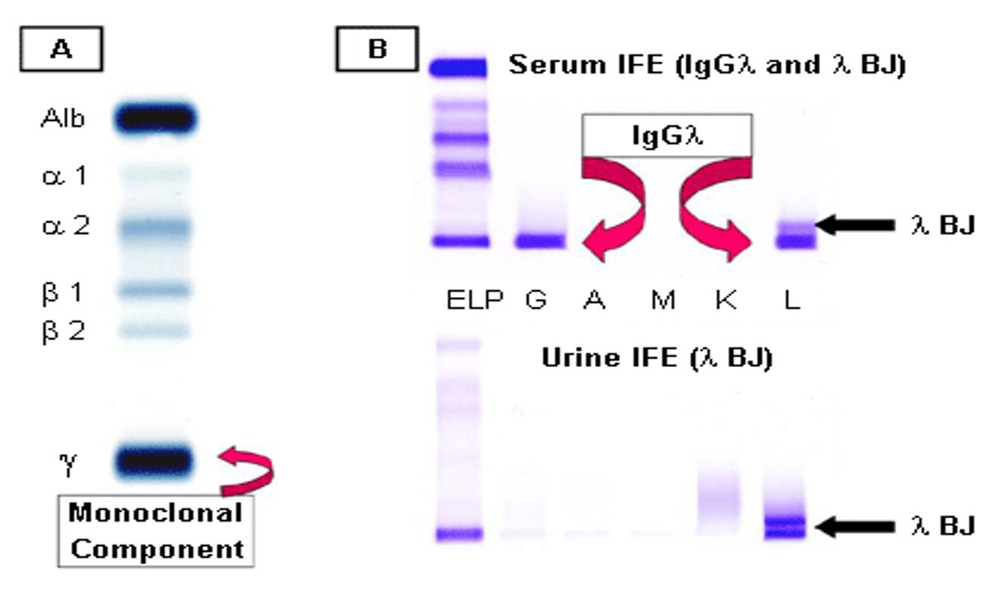 A
Alb
α 1
α 2
β 1
β 2
γ
Monoclonal
Component
B
Serum IFE (IgGλ and λ BJ)
IgGλ
λ BJ
ELP G A M K L
Urine IFE (λ BJ)
λ BJ